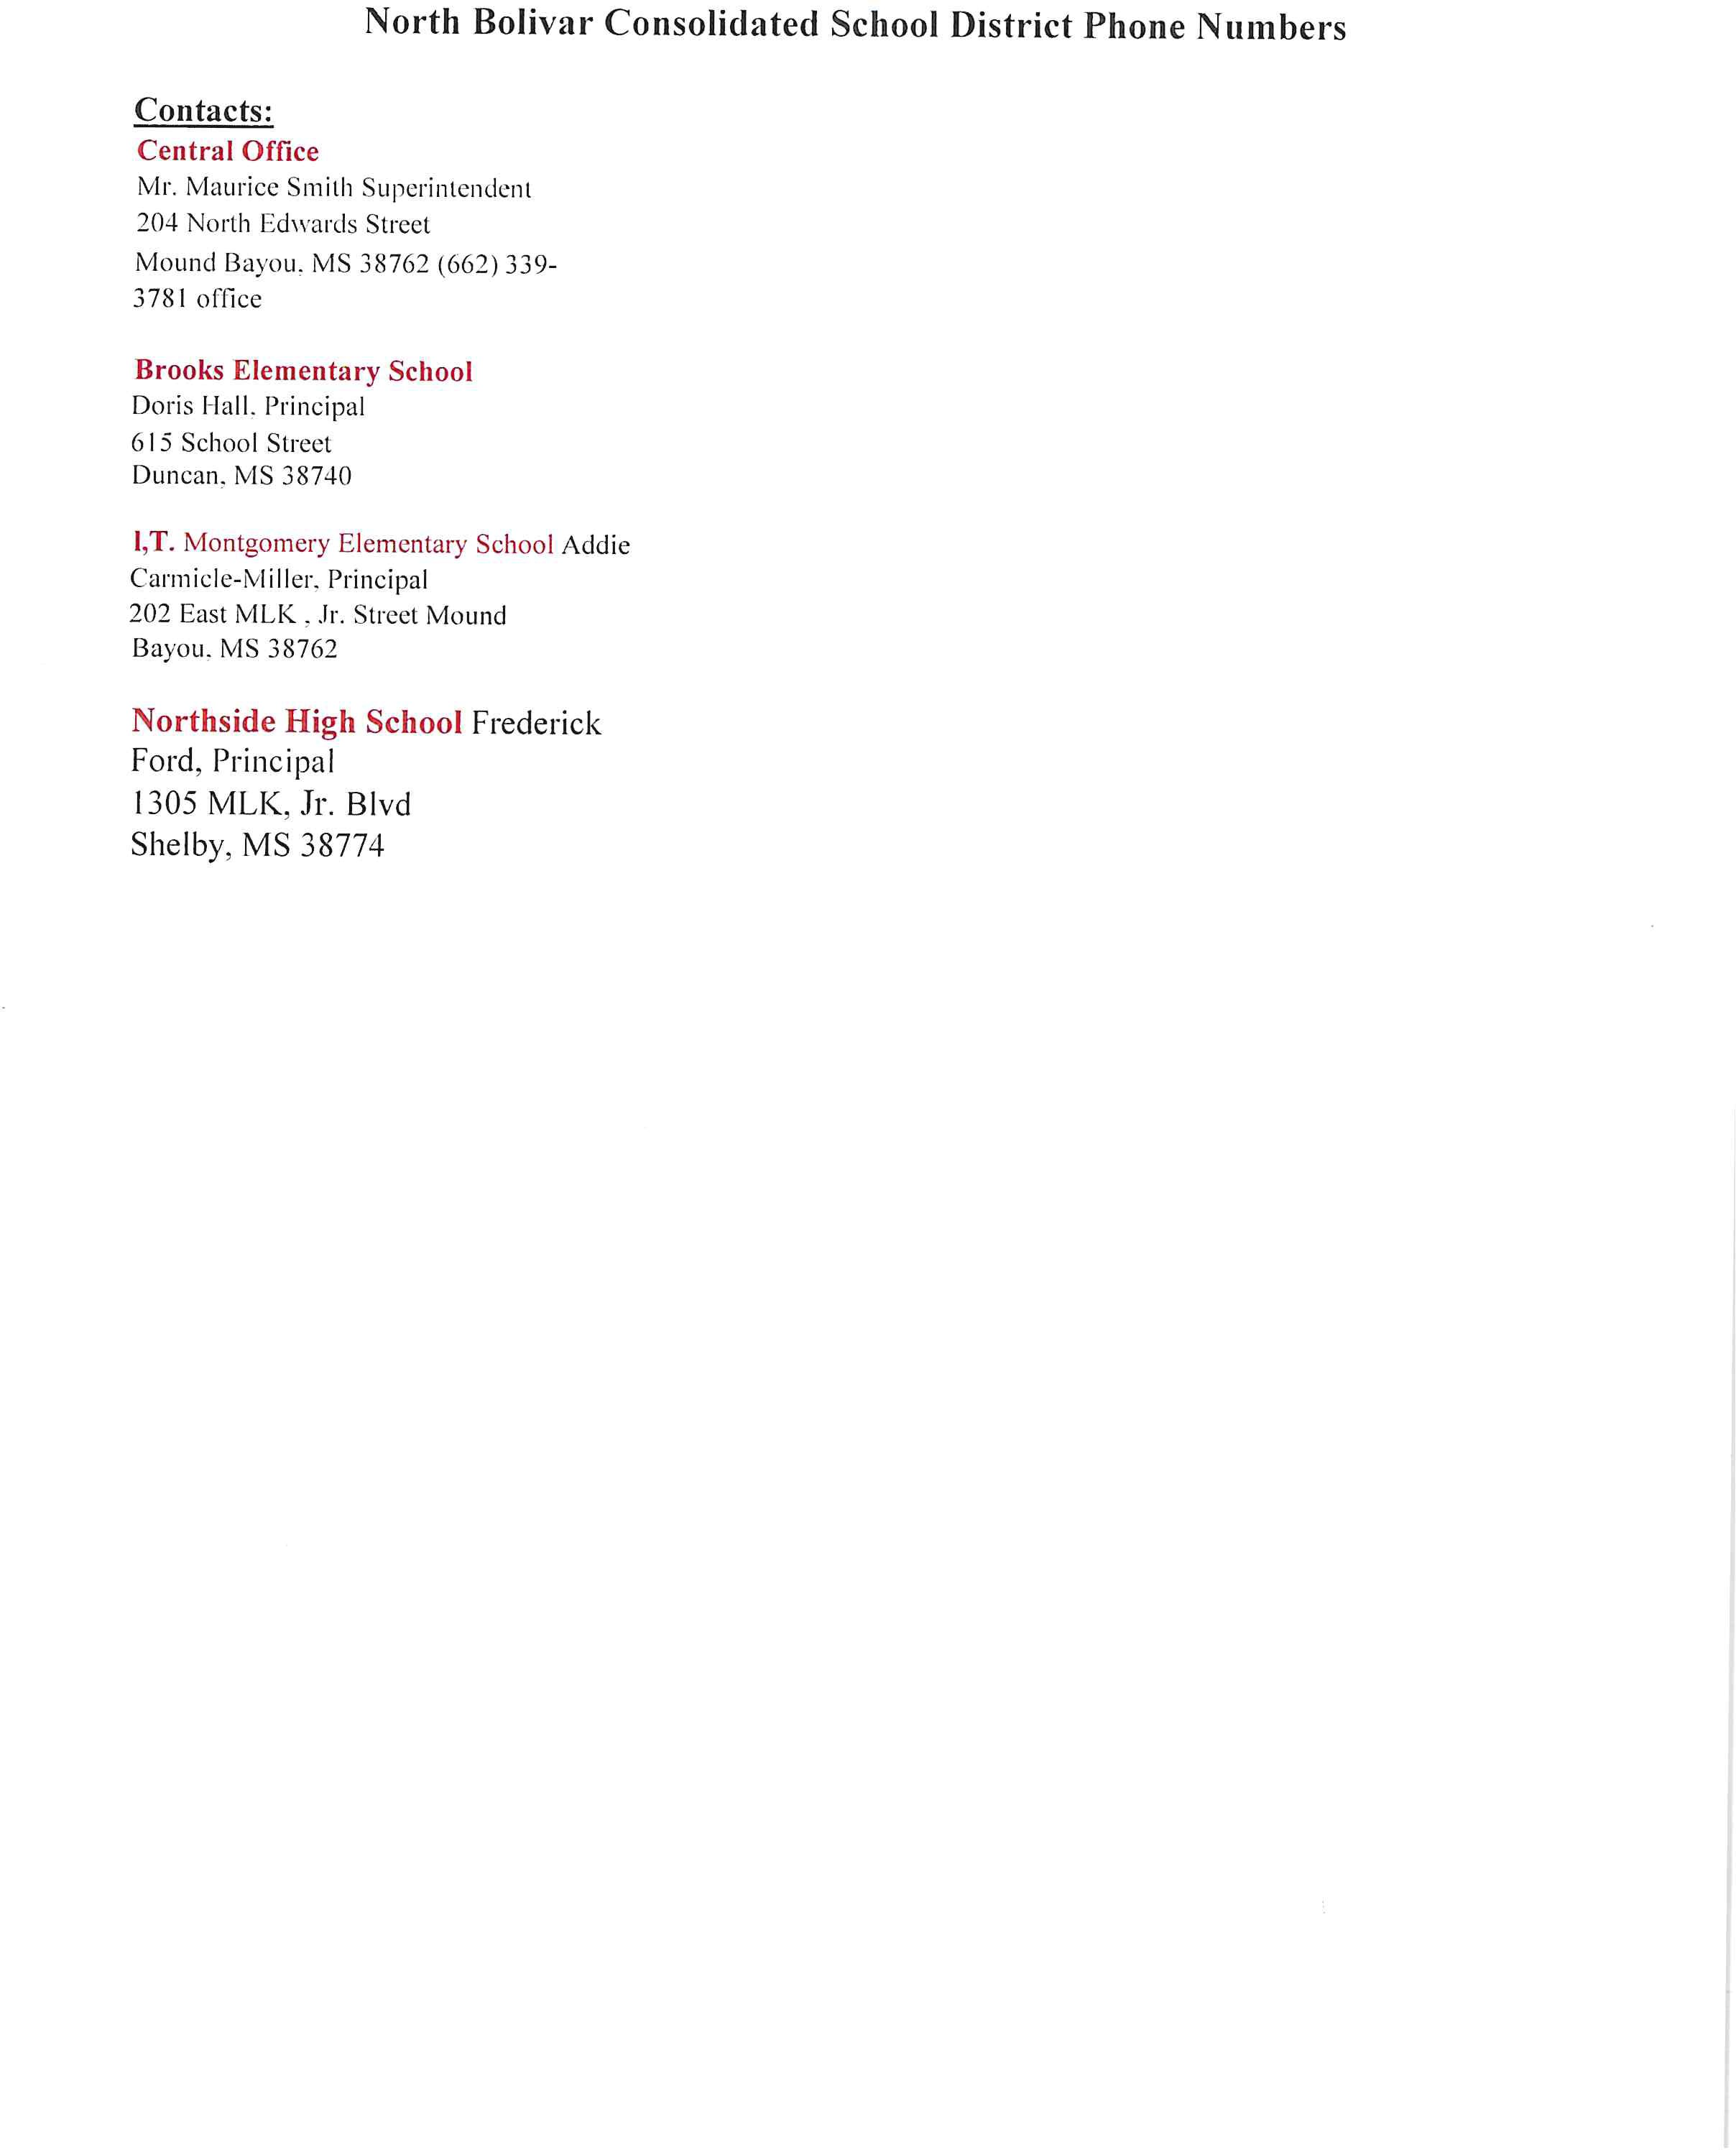 North Bolivar Consolidated School District Phone Numbers
Contacts:
Central Office
Mr. Maurice Smith Superintendent
204 North Edwards Street
Mound Bayou, MS 38762 (662) 339-
3781 office
Brooks Elementary School
Doris Hall, Principal
615 School Street
Duncan, MS 38740
I,T. Montgomery Elementary School Addie
Carmicle-Miller, Principal
202 East MLK , Jr. Street Mound
Bayou, MS 38762
Northside High School Frederick
Ford, Principal
1305 MLK, Jr. Blvd
Shelby, MS 38774